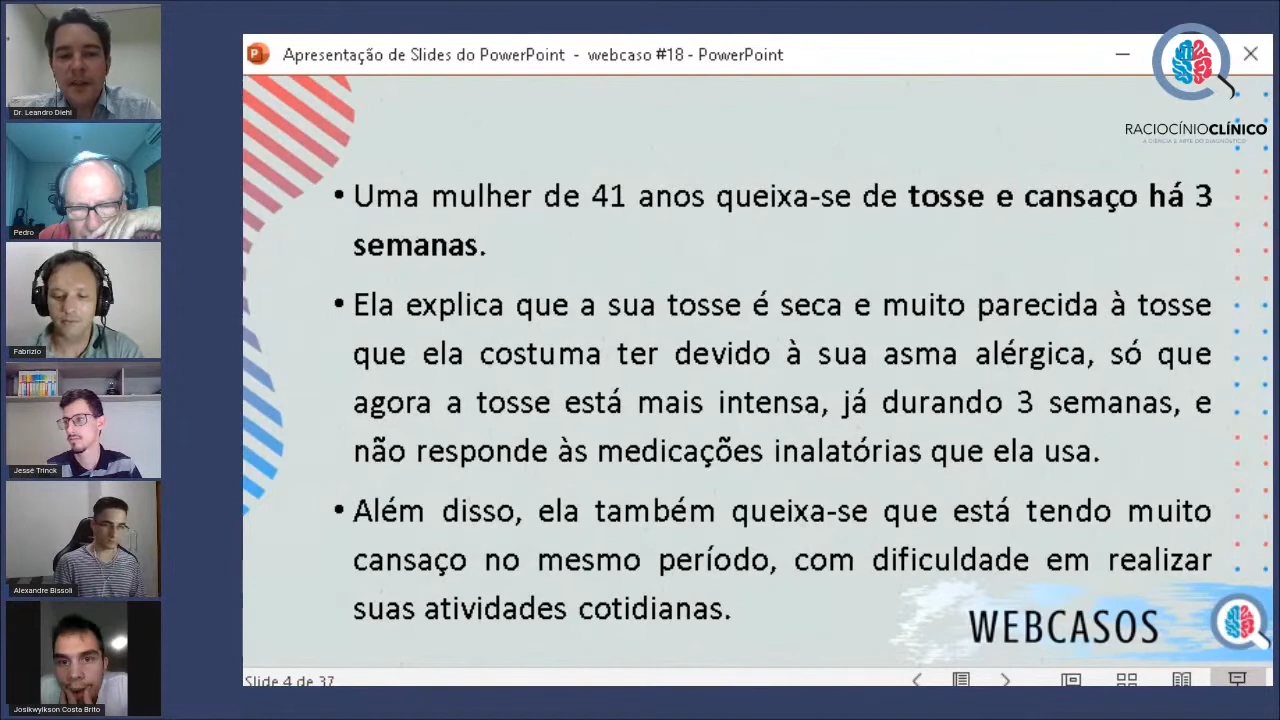 Apresentação de Slides do PowerPoint - webcaso #18 - PowerPoint
RACIOCÍNIOCLÍNICO
A CIÊNCIA E ARTE DO DIAGNÓSTICO
• Uma mulher de 41 anos queixa-se de tosse e cansaço há 3
semanas.
• Ela explica que a sua tosse é seca e muito parecida à tosse
que ela costuma ter devido à sua asma alérgica, só que
agora a tosse está mais intensa, já durando 3 semanas, e
não responde às medicações inalatórias que ela usa.
• Além disso, ela também queixa-se que está tendo muito
cansaço no mesmo período, com dificuldade em realizar
suas atividades cotidianas.
WEBCASOS
Slide 4 de 37
Dr. Leandro Diehl
Pedro
Fabrizio
Jessé Trinck
Alexandre Bissoli
Josikwylkson Costa Brito